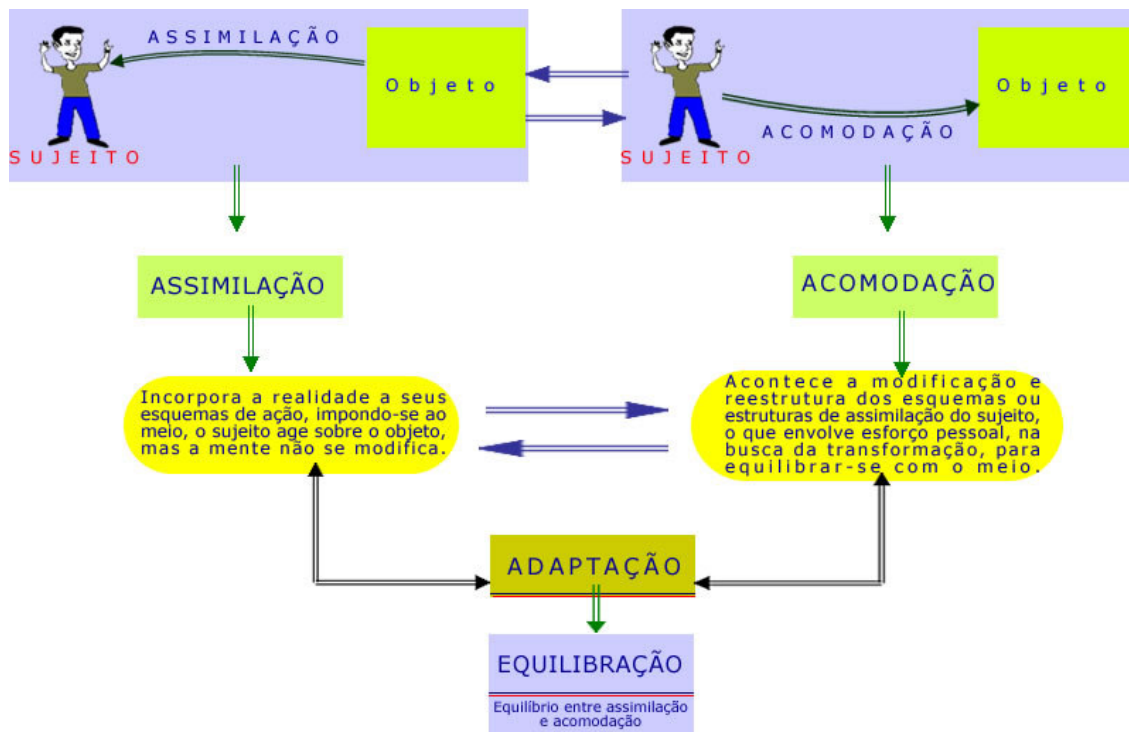 ASSIMILAÇÃO
Objeto
SUJEITO
ACOMODAÇÃO
Objeto
SUJEITO
ASSIMILAÇÃO
ACOMODAÇÃO
Incorpora a realidade a seus
esquemas de ação, impondo-se ao
meio, o sujeito age sobre o objeto,
mas a mente não se modifica.
Acontece a modificação e
reestrutura dos esquemas ou
estruturas de assimilação do sujeito,
o que envolve esforço pessoal, na
busca da transformação, para
equilibrar-se com o meio.
ADAPTAÇÃO
EQUILIBRAÇÃO
Equilíbrio entre assimilação
e acomodação